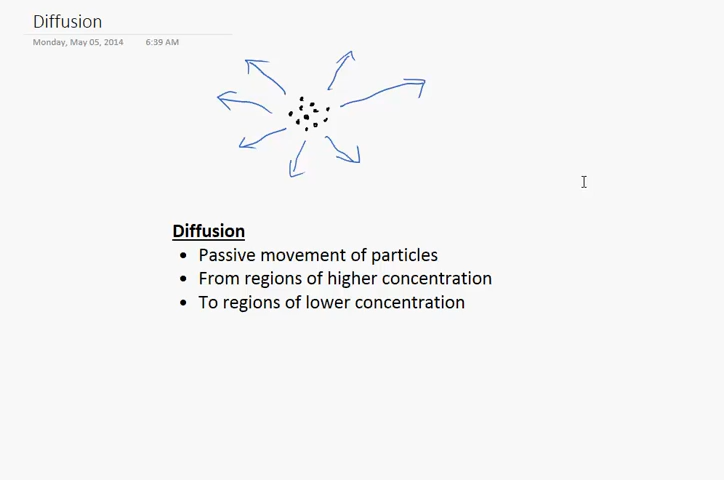 Diffusion
Monday, May 05, 2014 6:39 AM
Diffusion
• Passive movement of particles
• From regions of higher concentration
• To regions of lower concentration